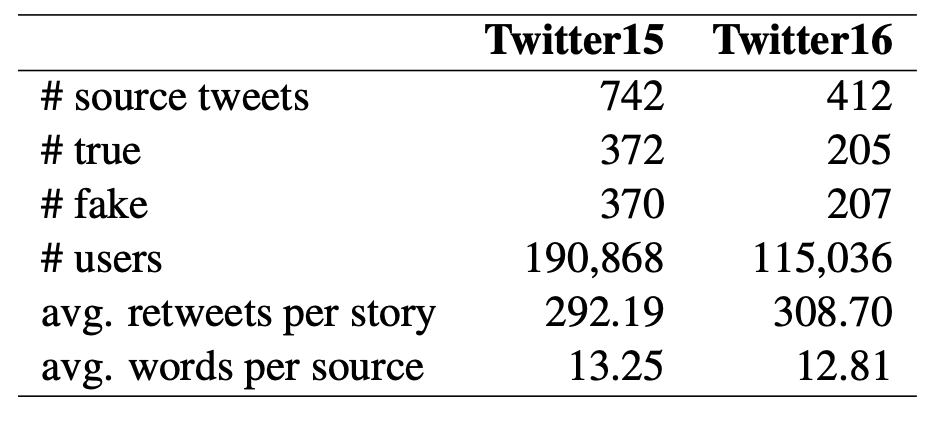 Twitter15 Twitter16
# source tweets 742 412
# true 372 205
# fake 370 207
# users 190,868 115,036
avg. retweets per story 292.19 308.70
avg. words per source 13.25 12.81